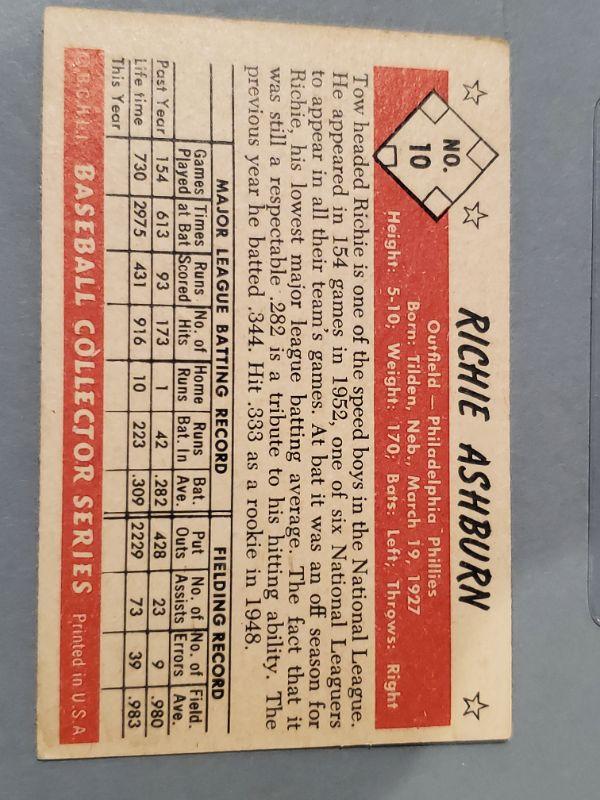 NO.
10
RICHIE ASHBURN
Outfield — Philadelphia Phillies
Born: Tilden, Neb., March 19, 1927
Height: 5-10; Weight: 170; Bats: Left; Throws: Right
Tow headed Richie is one of the speed boys in the National League.
He appeared in 154 games in 1952, one of six National Leaguers
to appear in all their team's games. At bat it was an off season for
Richie, his lowest major league batting average. The fact that it
was still a respectable .282 is a tribute to his hitting ability. The
previous year he batted .344. Hit .333 as a rookie in 1948.
MAJOR LEAGUE BATTING RECORD FIELDING RECORD
Games Times Runs No. of Home Runs Bat. Put No. of No. of Field.
Played at Bat Scored Hits Runs Bat. In Ave. Outs Assists Errors Ave.
Past Year 154 613 93 173 1 42 .282 428 23 9 .980
Life time 730 2975 431 916 10 223 .309 2229 73 39 .983
This Year
BASEBALL COLLECTOR SERIES Printed in U.S.A.